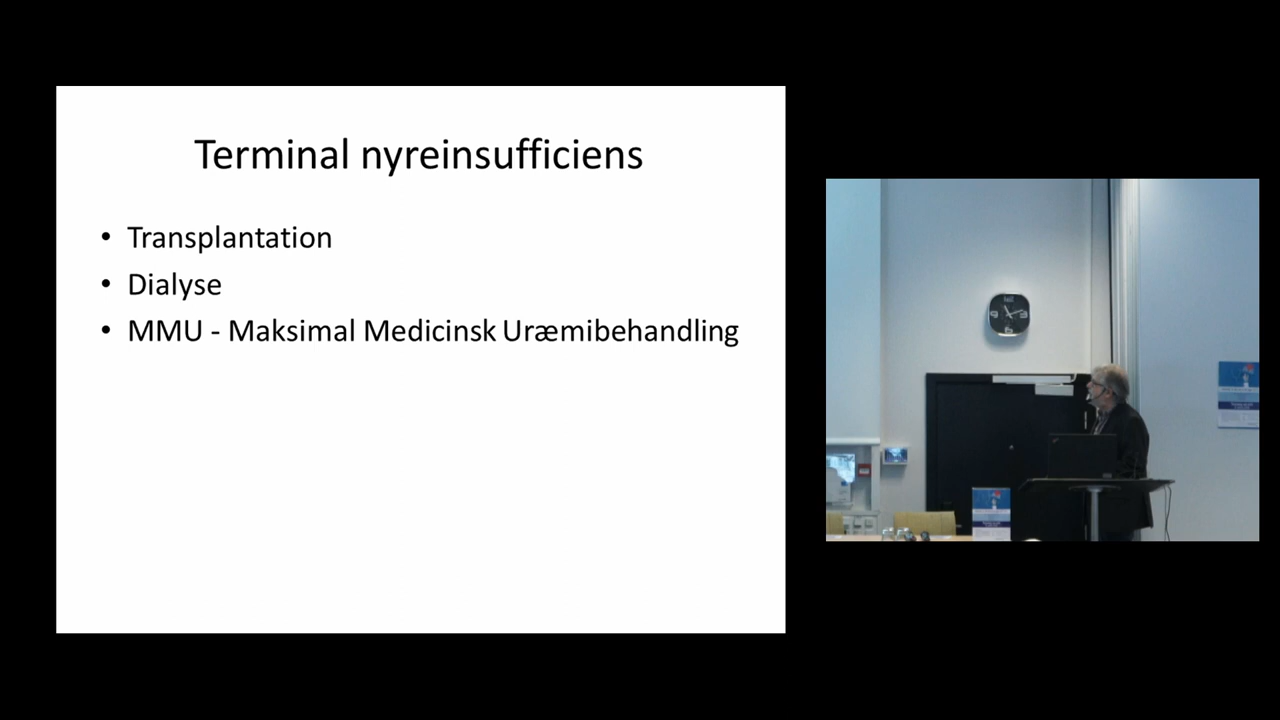 Terminal nyreinsufficiens
• Transplantation
• Dialyse
• MMU - Maksimal Medicinsk Uræmibehandling